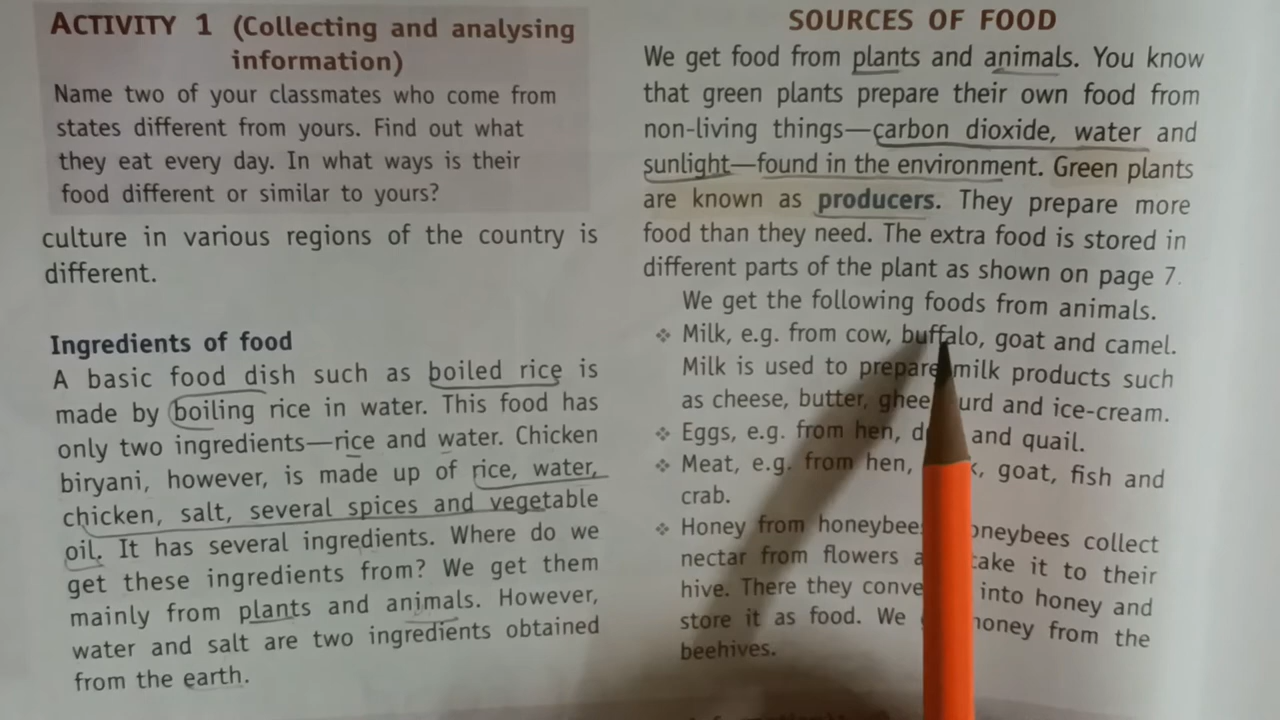 ACTIVITY 1 (Collecting and analysing
information)
Name two of your classmates who come from
states different from yours. Find out what
they eat every day. In what ways is their
food different or similar to yours?
culture in various regions of the country is
different.
Ingredients of food
A basic food dish such as boiled rice is
made by boiling rice in water. This food has
only two ingredients—rice and water. Chicken
biryani, however, is made up of rice, water,
chicken, salt, several spices and vegetable
oil. It has several ingredients. Where do we
get these ingredients from? We get them
mainly from plants and animals. However,
water and salt are two ingredients obtained
from the earth.
SOURCES OF FOOD
We get food from plants and animals. You know
that green plants prepare their own food from
non-living things—carbon dioxide, water and
sunlight—found in the environment. Green plants
are known as producers. They prepare more
food than they need. The extra food is stored in
different parts of the plant as shown on page 7.
We get the following foods from animals.
❖ Milk, e.g. from cow, buffalo, goat and camel.
Milk is used to prepare milk products such
as cheese, butter, ghee urd and ice-cream.
❖ Eggs, e.g. from hen, and quail.
❖ Meat, e.g. from hen, goat, fish and
crab.
❖ Honey from honeybees oneybees collect
nectar from flowers take it to their
hive. There they into honey and
store it as food. We honey from the
beehives.